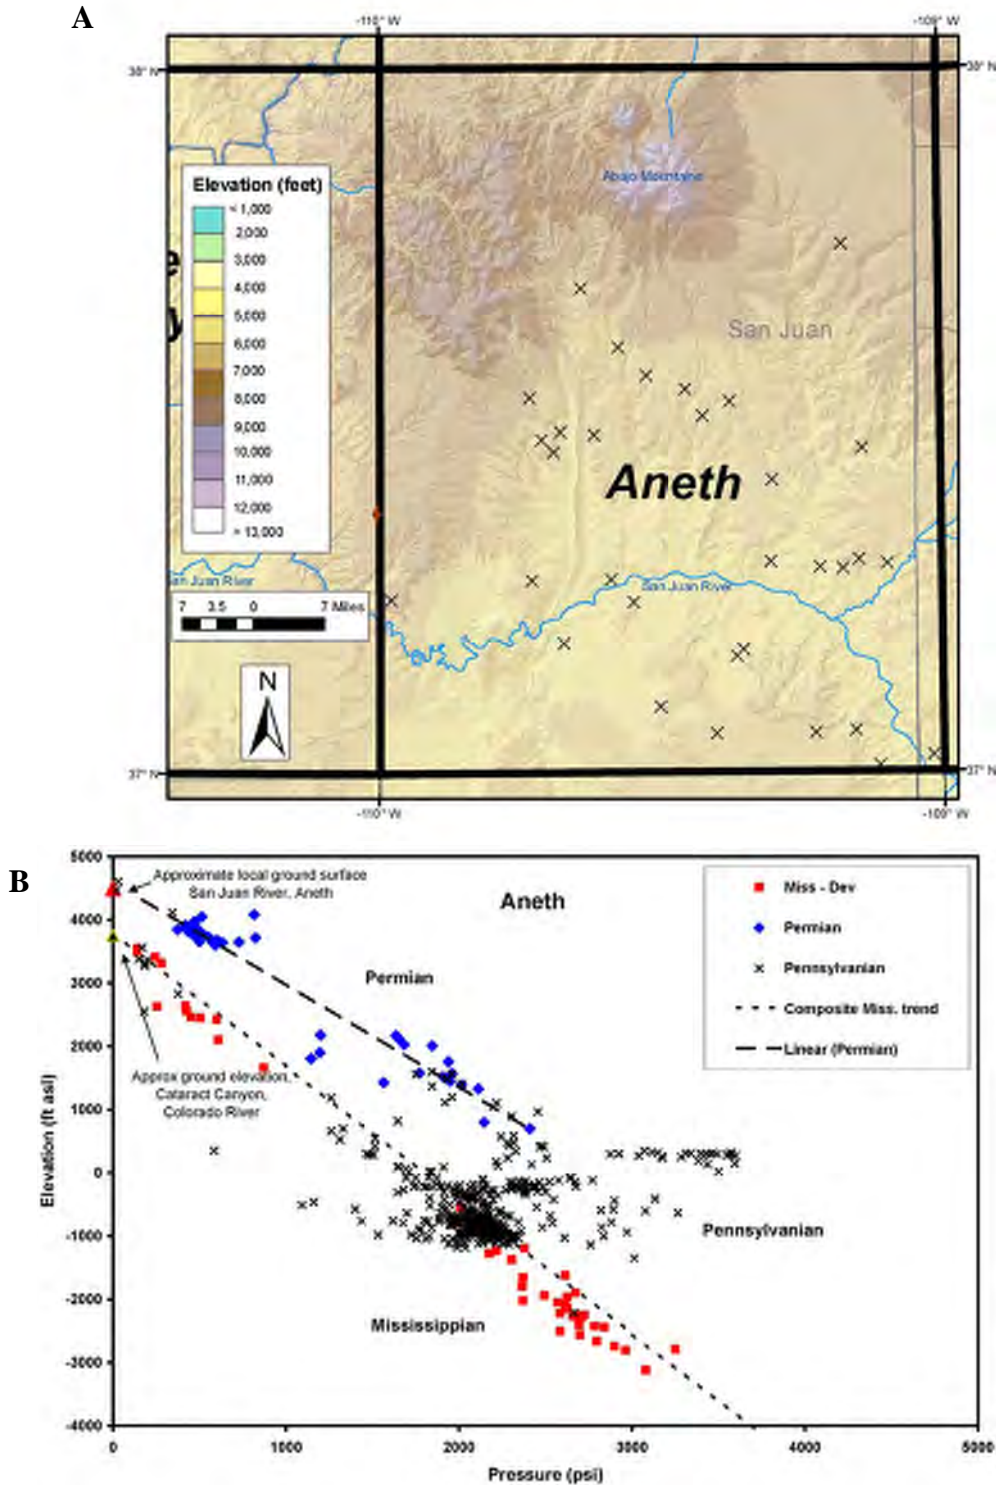 A
-110° W
-109° W
38° N
38° N
Elevation (feet)
< 1,000
2,000
3,000
4,000
5,000
6,000
7,000
8,000
9,000
10,000
11,000
12,000
> 13,000
e
y
Abajo Mountains
San Juan
Aneth
an Juan River
San Juan River
7 3.5 0 7 Miles
N
37° N
37° N
-110° W
-109° W
B
5000
4000
3000
2000
1000
0
-1000
-2000
-3000
-4000
Elevation (ft asl)
Approximate local ground surface
San Juan River, Aneth
Aneth
Miss - Dev
Permian
Pennsylvanian
Composite Miss. trend
Linear (Permian)
Permian
Approx ground elevation,
Cataract Canyon,
Colorado River
Pennsylvanian
Mississippian
0 1000 2000 3000 4000 5000
Pressure (psi)